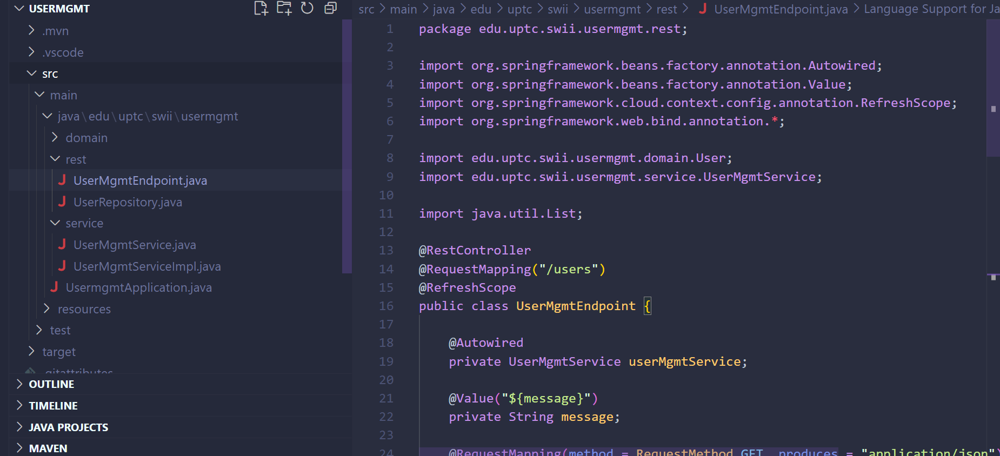 USERMGMT
.mvn
.vscode
src
main
java\edu\uptc\swii\usermgmt
domain
rest
UserMgmtEndpoint.java
UserRepository.java
service
UserMgmtService.java
UserMgmtServiceImpl.java
UsermgmtApplication.java
resources
test
target
.gitattributes
OUTLINE
TIMELINE
JAVA PROJECTS
MAVEN
src > main > java > edu > uptc > swii > usermgmt > rest > UserMgmtEndpoint.java > Language Support for Ja
1 package edu.uptc.swii.usermgmt.rest;
2
3 import org.springframework.beans.factory.annotation.Autowired;
4 import org.springframework.beans.factory.annotation.Value;
5 import org.springframework.cloud.context.config.annotation.RefreshScope;
6 import org.springframework.web.bind.annotation.*;
7
8 import edu.uptc.swii.usermgmt.domain.User;
9 import edu.uptc.swii.usermgmt.service.UserMgmtService;
10
11 import java.util.List;
12
13 @RestController
14 @RequestMapping("/users")
15 @RefreshScope
16 public class UserMgmtEndpoint {
17
18 @Autowired
19 private UserMgmtService userMgmtService;
20
21 @Value("${message}")
22 private String message;
23
24 @RequestMapping(method = RequestMethod.GET, produces = "application/json")